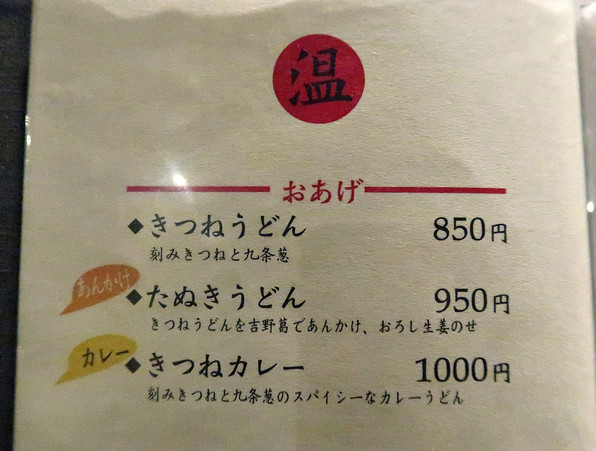 温
おあげ
◆きつねうどん 850円
刻みきつねと九条葱
あんかけ
◆たぬきうどん 950円
きつねうどんを吉野葛であんかけ、おろし生姜のせ
カレー
◆きつねカレー 1000円
刻みきつねと九条葱のスパイシーなカレーうどん